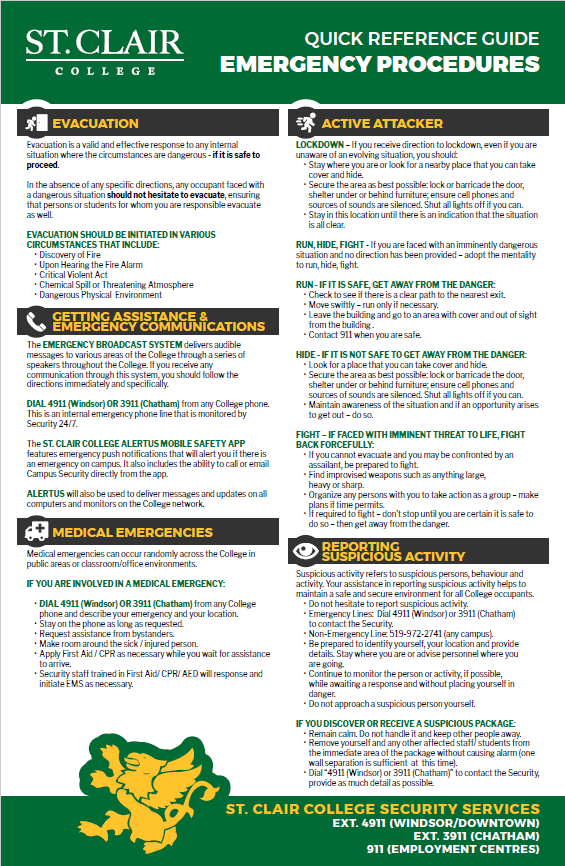 ST. CLAIR
COLLEGE
QUICK REFERENCE GUIDE
EMERGENCY PROCEDURES
EVACUATION
Evacuation is a valid and effective response to any internal
situation where the circumstances are dangerous - if it is safe to
proceed.
In the absence of any specific directions, any occupant faced with
a dangerous situation should not hesitate to evacuate, ensuring
that persons or students for whom you are responsible evacuate
as well.
EVACUATION SHOULD BE INITIATED IN VARIOUS
CIRCUMSTANCES THAT INCLUDE:
• Discovery of Fire
• Upon Hearing the Fire Alarm
• Critical Violent Act
• Chemical Spill or Threatening Atmosphere
• Dangerous Physical Environment
GETTING ASSISTANCE &
EMERGENCY COMMUNICATIONS
The EMERGENCY BROADCAST SYSTEM delivers audible
messages to various areas of the College through a series of
speakers throughout the College. If you receive any
communication through this system, you should follow the
directions immediately and specifically.
DIAL 4911 (Windsor) OR 3911 (Chatham) from any College phone.
This is an internal emergency phone line that is monitored by
Security 24/7.
The ST. CLAIR COLLEGE ALERTUS MOBILE SAFETY APP
features emergency push notifications that will alert you if there is
an emergency on campus. It also includes the ability to call or email
Campus Security directly from the app.
ALERTUS will also be used to deliver messages and updates on all
computers and monitors on the College network.
MEDICAL EMERGENCIES
Medical emergencies can occur randomly across the College in
public areas or classroom/office environments.
IF YOU ARE INVOLVED IN A MEDICAL EMERGENCY:
• DIAL 4911 (Windsor) OR 3911 (Chatham) from any College
phone and describe your emergency and your location.
• Stay on the phone as long as requested.
• Request assistance from bystanders.
• Make room around the sick / injured person.
• Apply First Aid / CPR as necessary while you wait for assistance
to arrive.
• Security staff trained in First Aid/ CPR/ AED will respond and
initiate EMS as necessary.
ACTIVE ATTACKER
LOCKDOWN – If you receive direction to lockdown, even if you are
unaware of an evolving situation, you should:
• Stay where you are or look for a nearby place that you can take
cover and hide.
• Secure the area as best possible: lock or barricade the door,
shelter under or behind furniture; ensure cell phones and
sources of sounds are silenced. Shut all lights off if you can.
• Stay in this location until there is an indication that the situation
is all clear.
RUN, HIDE, FIGHT - If you are faced with an imminently dangerous
situation and no direction has been provided – adopt the mentality
to run, hide, fight.
RUN - IF IT IS SAFE, GET AWAY FROM THE DANGER:
• Check to see if there is a clear path to the nearest exit.
• Move swiftly – run only if necessary.
• Leave the building and go to an area with cover and out of sight
from the building .
• Contact 911 when you are safe.
HIDE - IF IT IS NOT SAFE TO GET AWAY FROM THE DANGER:
• Look for a place that you can take cover and hide.
• Secure the area as best possible: lock or barricade the door,
shelter under or behind furniture; ensure cell phones and
sources of sounds are silenced. Shut all lights off if you can.
• Maintain awareness of the situation and if an opportunity arises
to get out – do so.
FIGHT – IF FACED WITH IMMINENT THREAT TO LIFE, FIGHT
BACK FORCEFULLY:
• If you cannot evacuate and you may be confronted by an
assailant, be prepared to fight.
• Find improvised weapons such as anything large,
heavy or sharp.
• Organize any persons with you to take action as a group – make
plans if time permits.
• If required to fight – don't stop until you are certain it is safe to
do so – then get away from the danger.
REPORTING
SUSPICIOUS ACTIVITY
Suspicious activity refers to suspicious persons, behaviour and
activity. Your assistance in reporting suspicious activity helps to
maintain a safe and secure environment for all College occupants.
• Do not hesitate to report suspicious activity.
• Emergency Lines: Dial 4911 (Windsor) or 3911 (Chatham)
to contact the Security.
• Non-Emergency Line: 519-972-2741 (any campus).
• Be prepared to identify yourself, your location and provide
details. Stay where you are or advise personnel where you
are going.
• Continue to monitor the person or activity, if possible,
while awaiting a response and without placing yourself in
danger.
• Do not approach a suspicious person yourself.
IF YOU DISCOVER OR RECEIVE A SUSPICIOUS PACKAGE:
• Remain calm. Do not handle it and keep other people away.
• Remove yourself and any other affected staff/ students from
the immediate area of the package without causing alarm (one
wall separation is sufficient at this time).
• Dial "4911 (Windsor) or 3911 (Chatham)" to contact the Security,
provide as much detail as possible.
ST. CLAIR COLLEGE SECURITY SERVICES
EXT. 4911 (WINDSOR/DOWNTOWN)
EXT. 3911 (CHATHAM)
911 (EMPLOYMENT CENTRES)